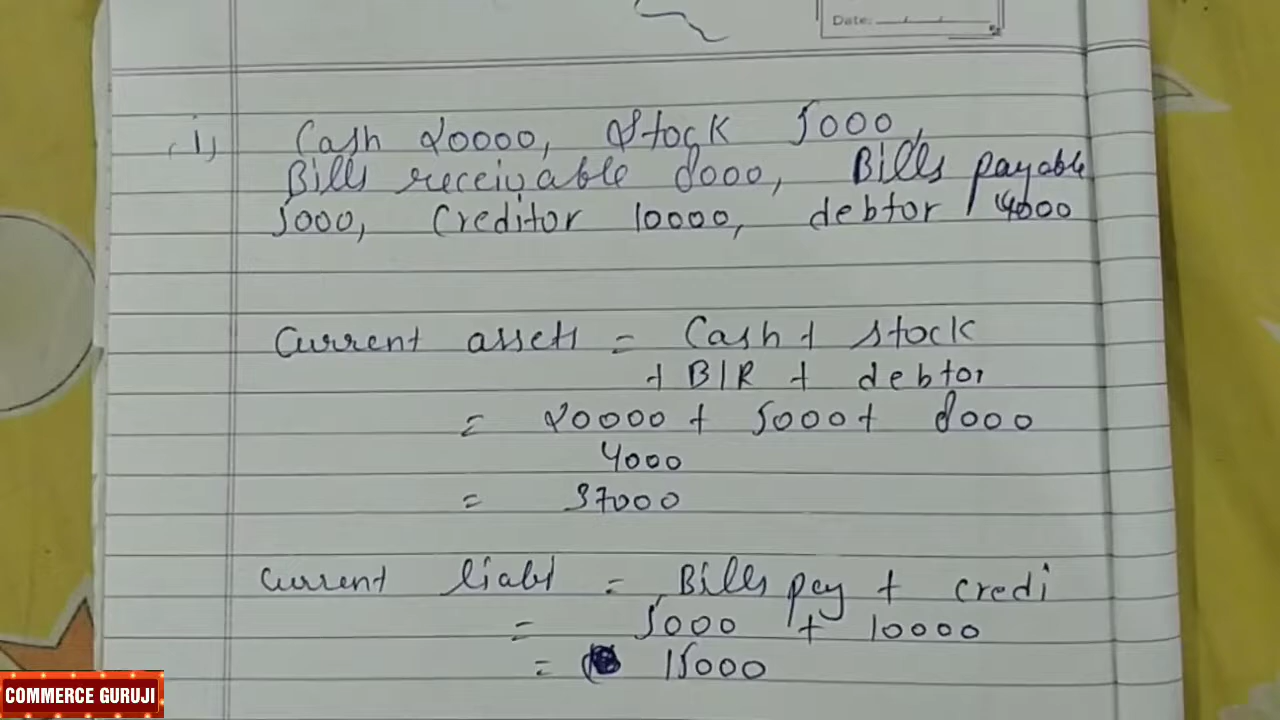 Date:
(i) Cash 20000, Stock 5000,
Bills receivable 8000, Bills payable
5000, Creditor 10000, debtor 4000
Current assets = Cash + stock
+ B/R + debtor
= 20000 + 5000 + 8000
4000
= 37000
Current liabt = Bills pay + credi
= 5000 + 10000
= 15000
COMMERCE GURUJI